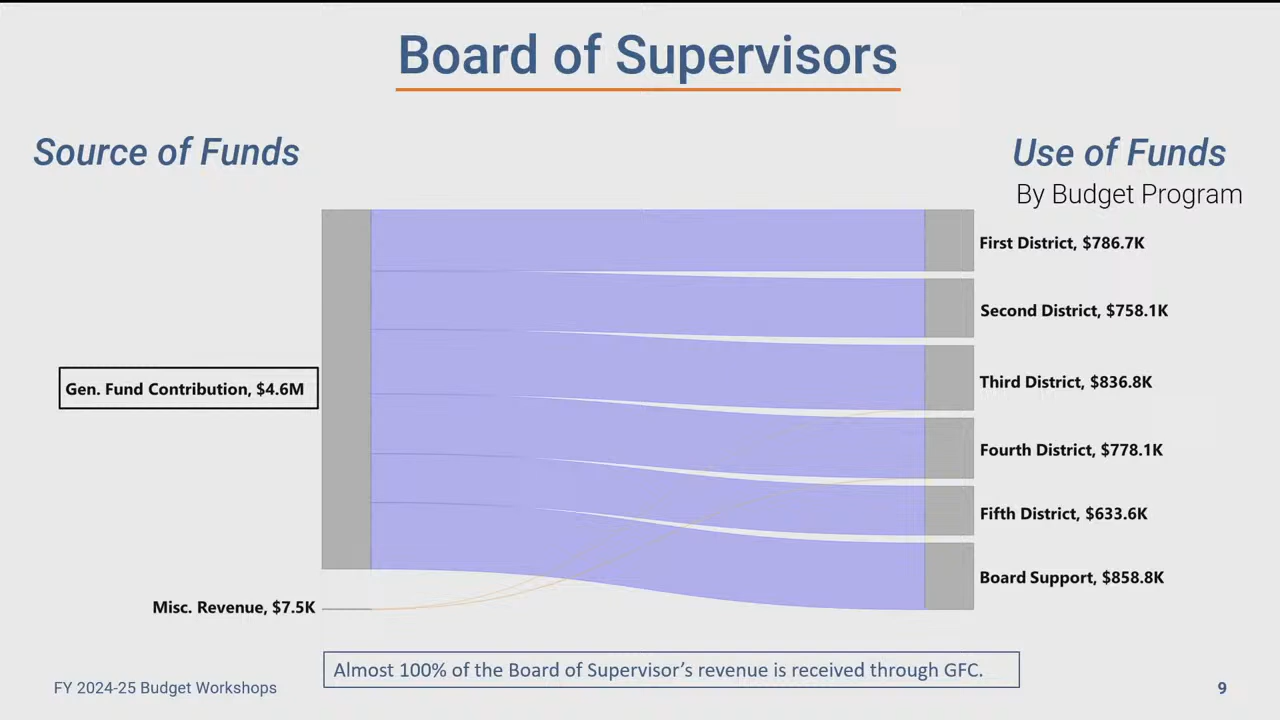 Board of Supervisors
Source of Funds
Use of Funds
By Budget Program
First District, $786.7K
Second District, $758.1K
Third District, $836.8K
Gen. Fund Contribution, $4.6M
Fourth District, $778.1K
Fifth District, $633.6K
Board Support, $858.8K
Misc. Revenue, $7.5K
Almost 100% of the Board of Supervisor's revenue is received through GFC.
FY 2024-25 Budget Workshops
9